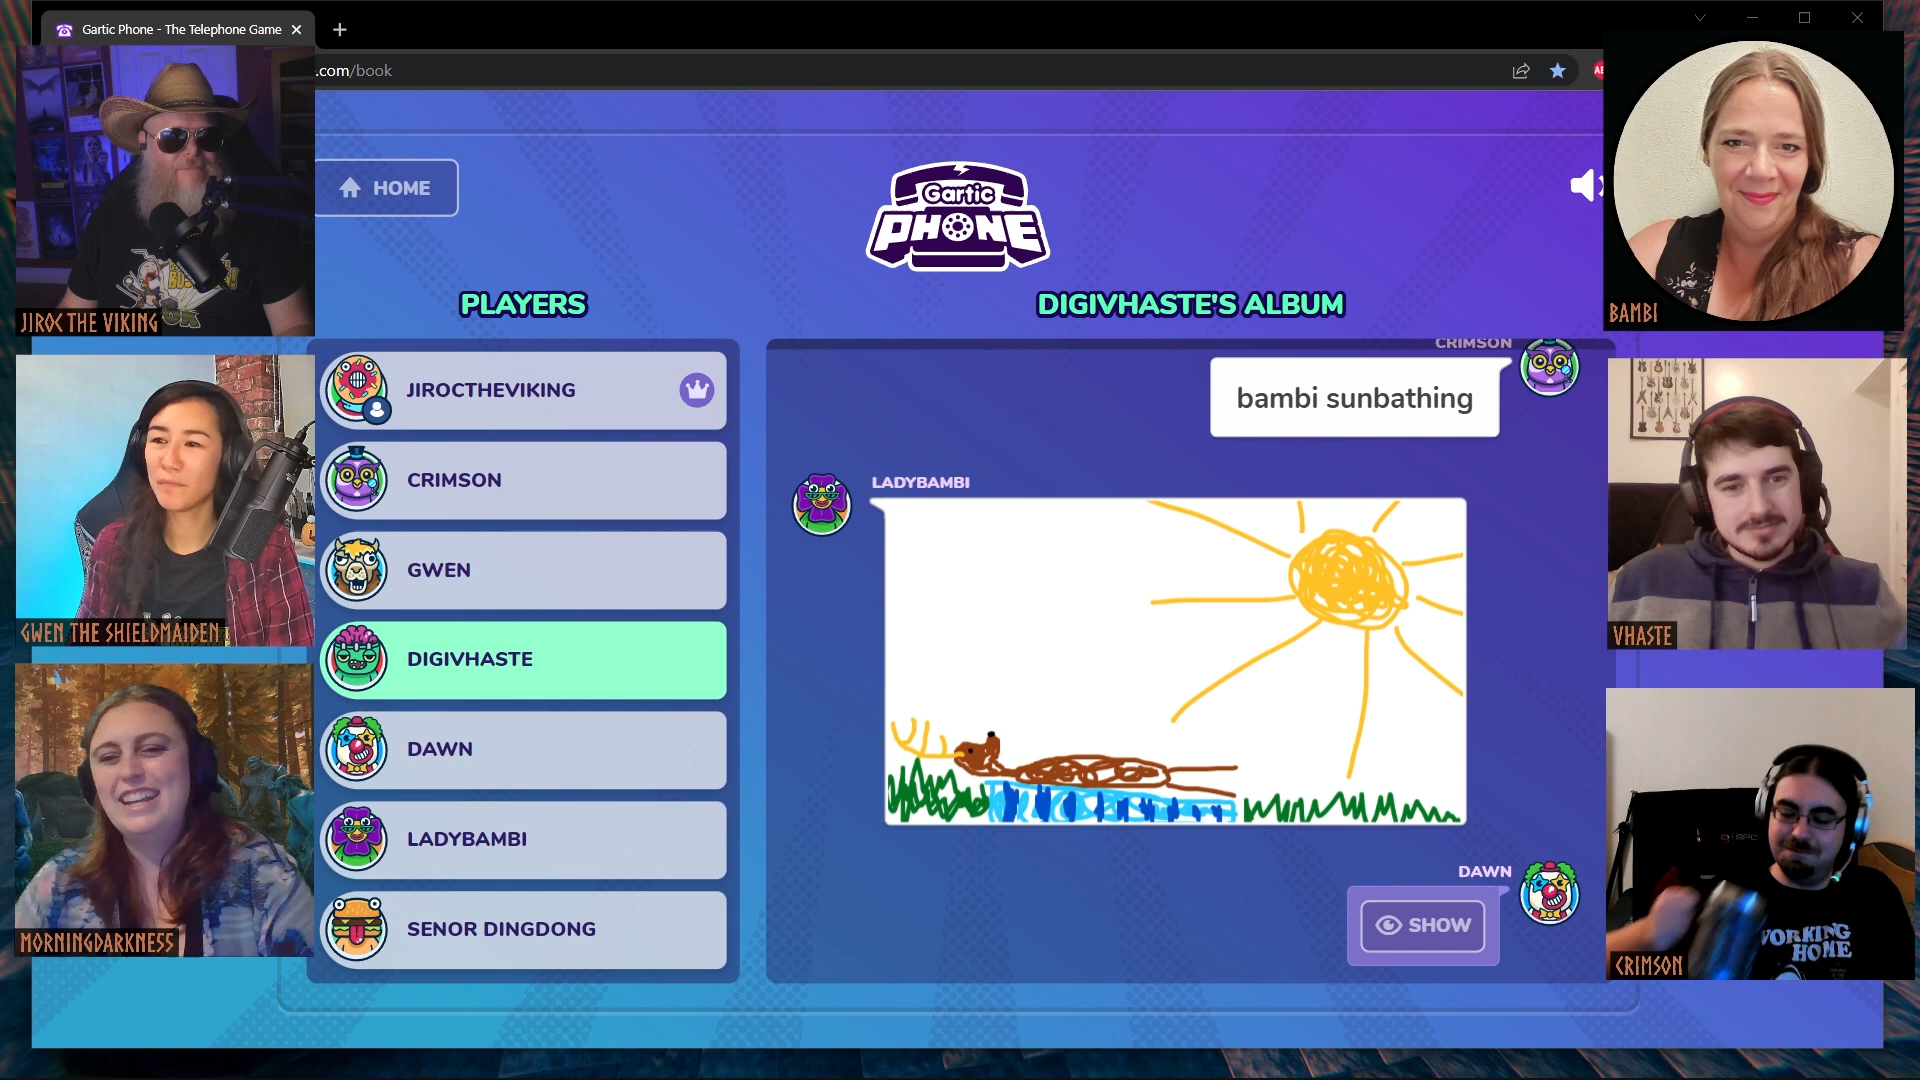 Gartic Phone - The Telephone Game
.com/book
HOME
Gartic
PHONE
PLAYERS
DIGIVHASTE'S ALBUM
JIROC THE VIKING
BAMBI
JIROCTHEVIKING
CRIMSON
bambi sunbathing
CRIMSON
LADYBAMBI
GWEN
GWEN THE SHIELDMAIDEN
VHASTE
DIGIVHASTE
DAWN
LADYBAMBI
DAWN
SHOW
SENOR DINGDONG
MORNINGDARKNESS
WORKING
HOME
CRIMSON